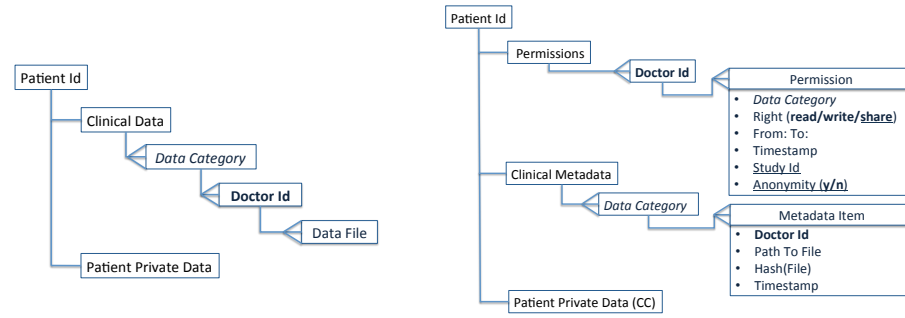 Patient Id
Clinical Data
Data Category
Doctor Id
Data File
Patient Private Data
Patient Id
Permissions
Doctor Id
Permission
• Data Category
• Right (read/write/share)
• From: To:
• Timestamp
• Study Id
• Anonymity (y/n)
Clinical Metadata
Data Category
Metadata Item
• Doctor Id
• Path To File
• Hash(File)
• Timestamp
Patient Private Data (CC)